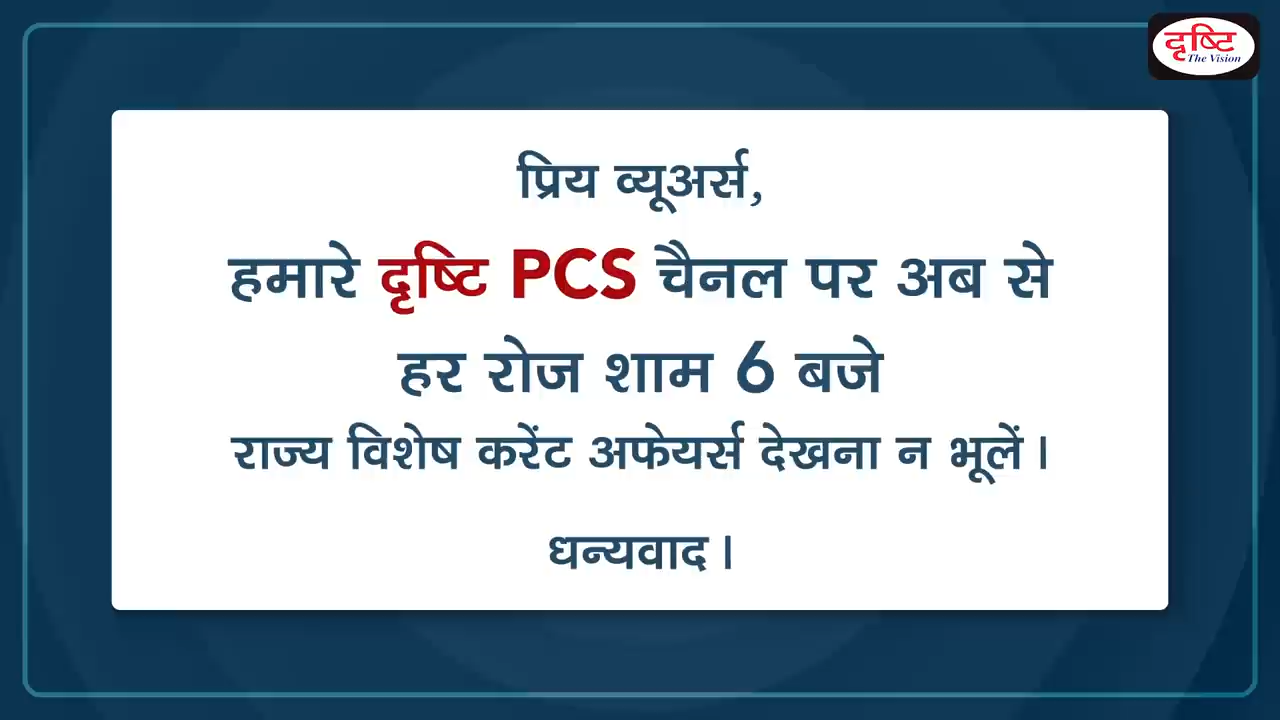 दृष्टि
The Vision
प्रिय व्यूअर्स,
हमारे दृष्टि PCS चैनल पर अब से
हर रोज शाम 6 बजे
राज्य विशेष करेंट अफेयर्स देखना न भूलें।
धन्यवाद।